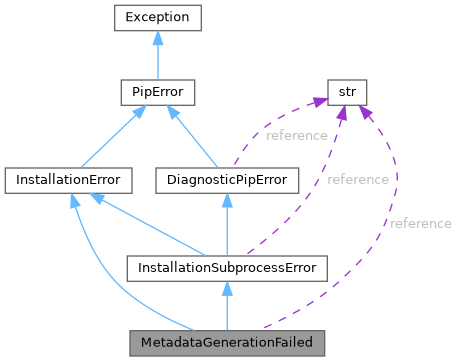 Exception
PipError
str
reference
InstallationError
DiagnosticPipError
reference
reference
InstallationSubprocessError
MetadataGenerationFailed